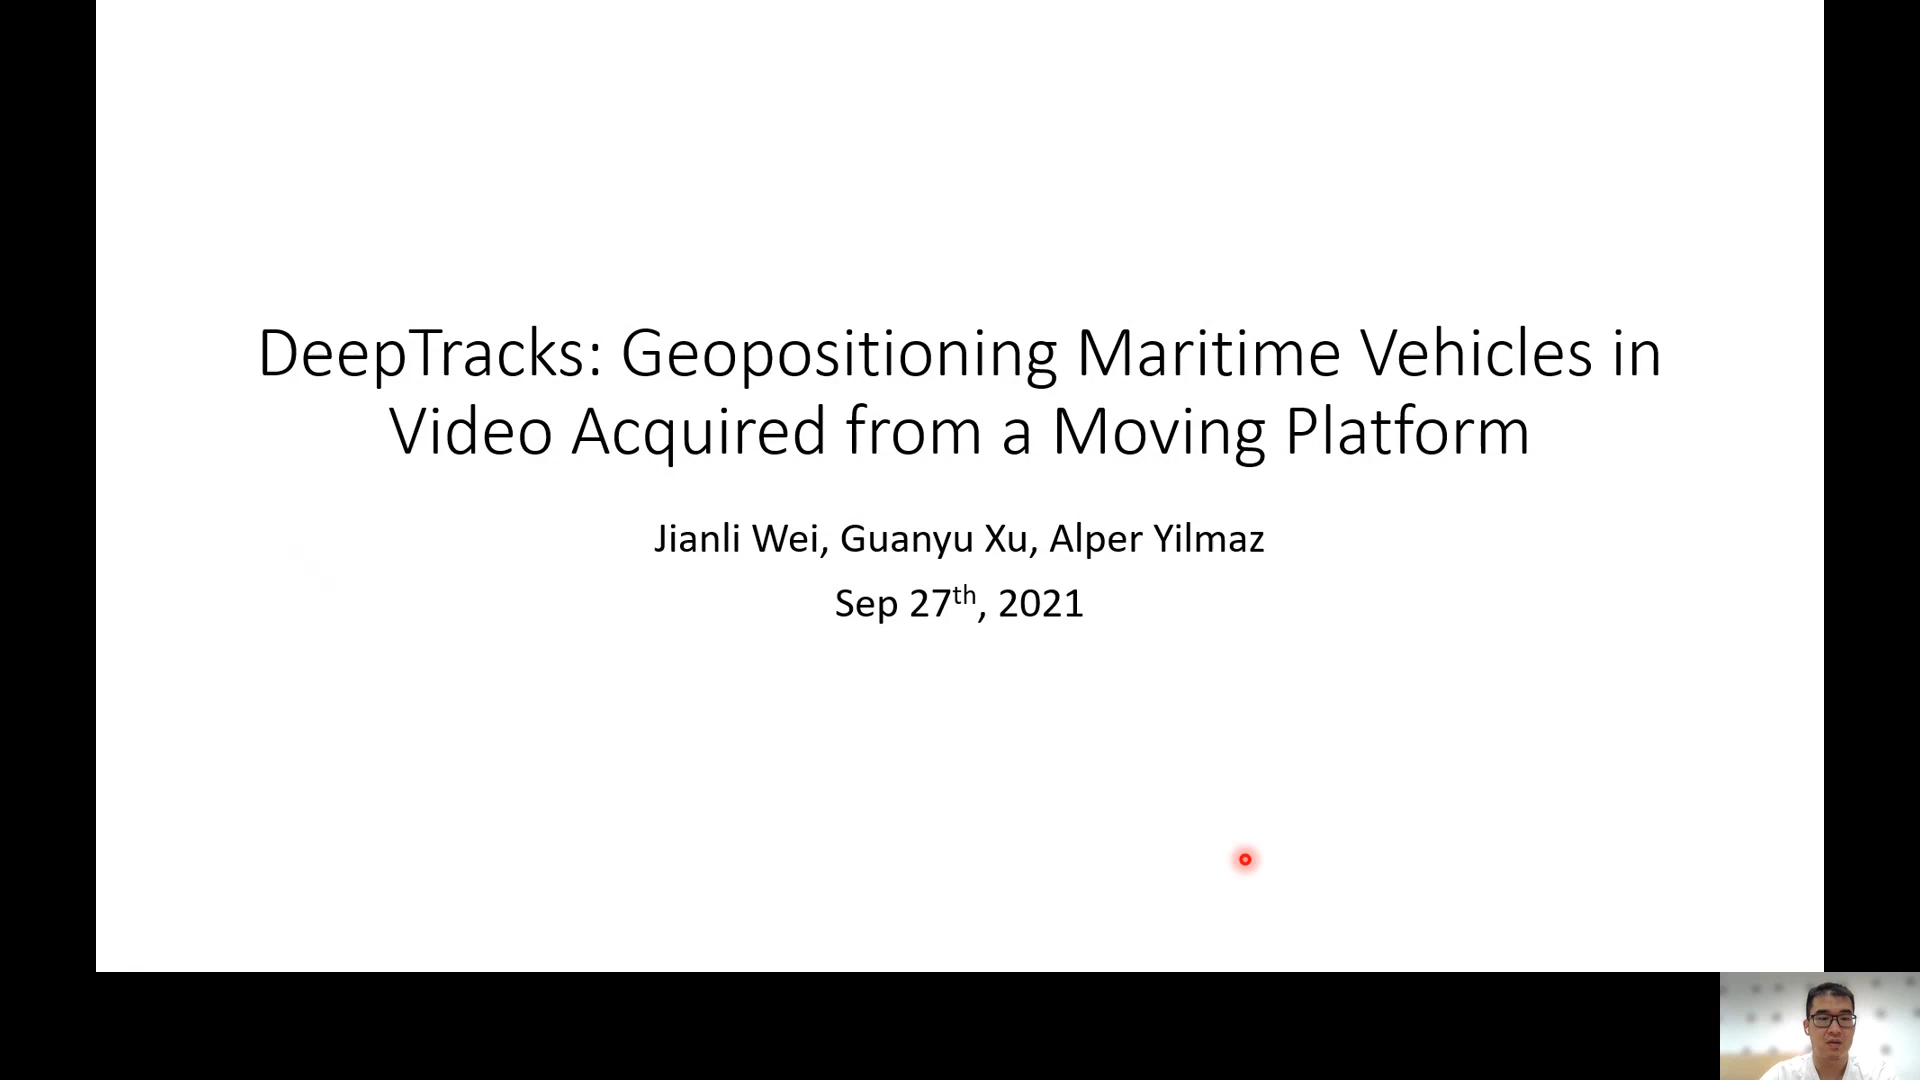 DeepTracks: Geopositioning Maritime Vehicles in
Video Acquired from a Moving Platform
Jianli Wei, Guanyu Xu, Alper Yilmaz
Sep 27th, 2021